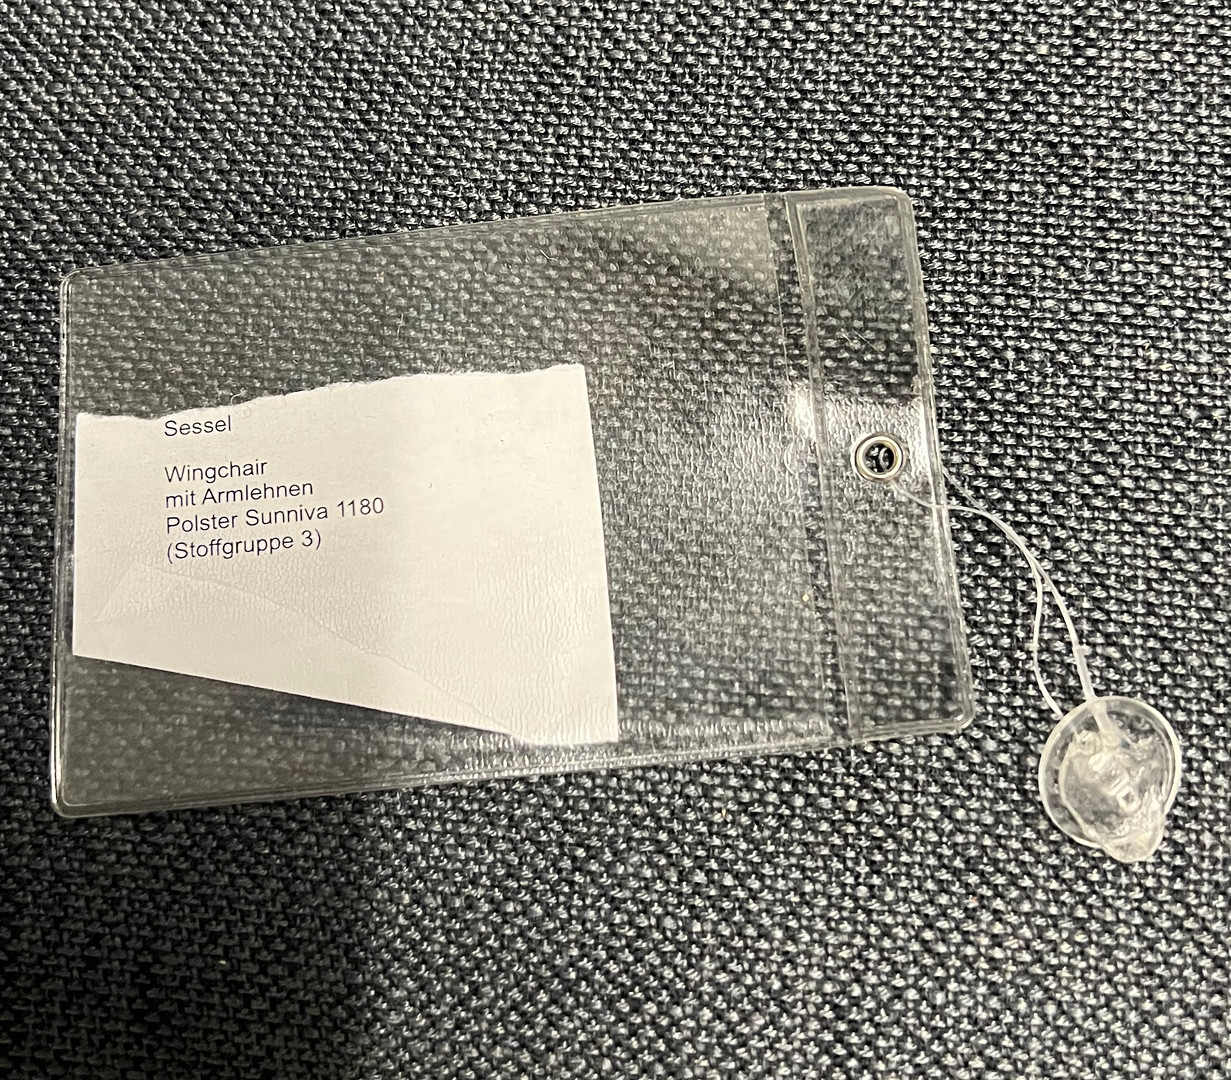 Sessel
Wingchair
mit Armlehnen
Polster Sunniva 1180
(Stoffgruppe 3)